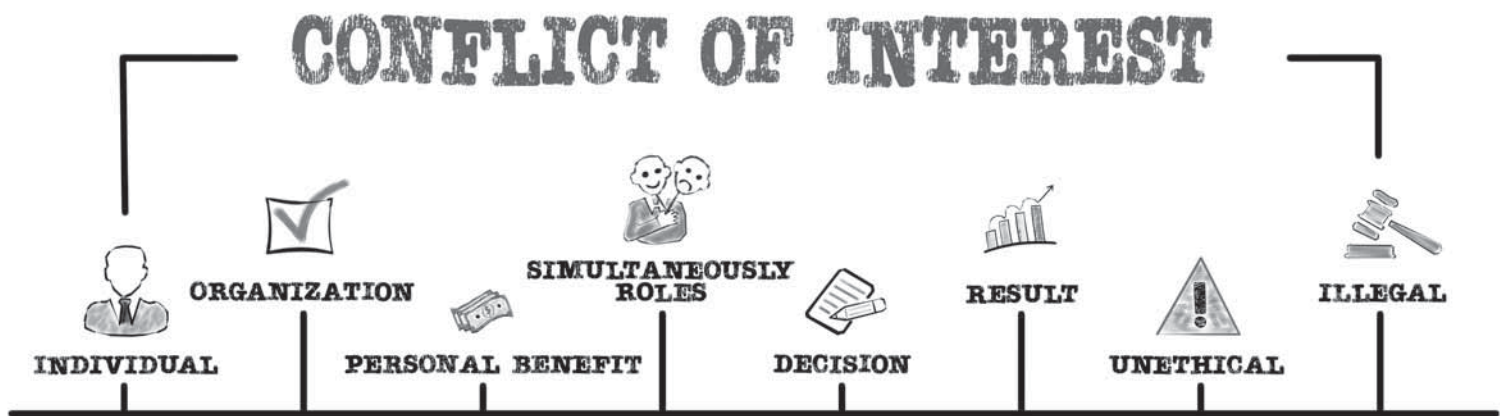 CONFLICT OF INTEREST
INDIVIDUAL
ORGANIZATION
PERSONAL BENEFIT
SIMULTANEOUSLY
ROLES
DECISION
RESULT
UNETHICAL
ILLEGAL